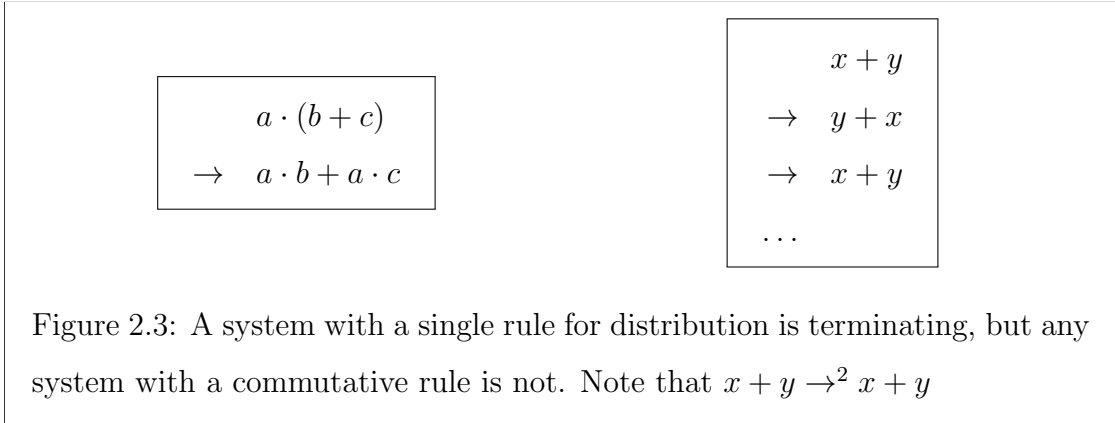 a · (b + c)
→ a · b + a · c
x + y
→ y + x
→ x + y
. . .
Figure 2.3: A system with a single rule for distribution is terminating, but any
system with a commutative rule is not. Note that x + y →² x + y